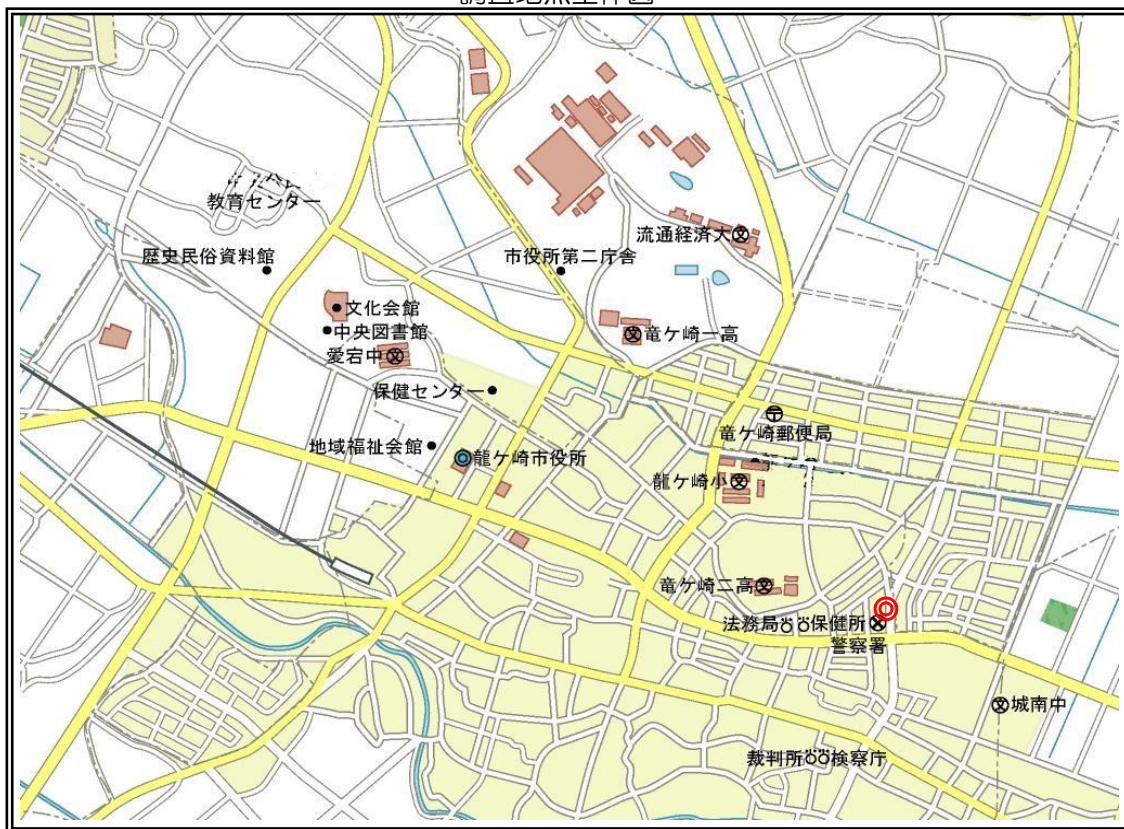 教育センター
流通経済大
歴史民俗資料館
市役所第二庁舎
文化会館
中央図書館
竜ケ崎一高
愛宕中
保健センター
竜ケ崎郵便局
地域福祉会館
龍ケ崎市役所
龍ケ崎小
竜ケ崎二高
法務局
保健所
警察署
城南中
裁判所
検察庁